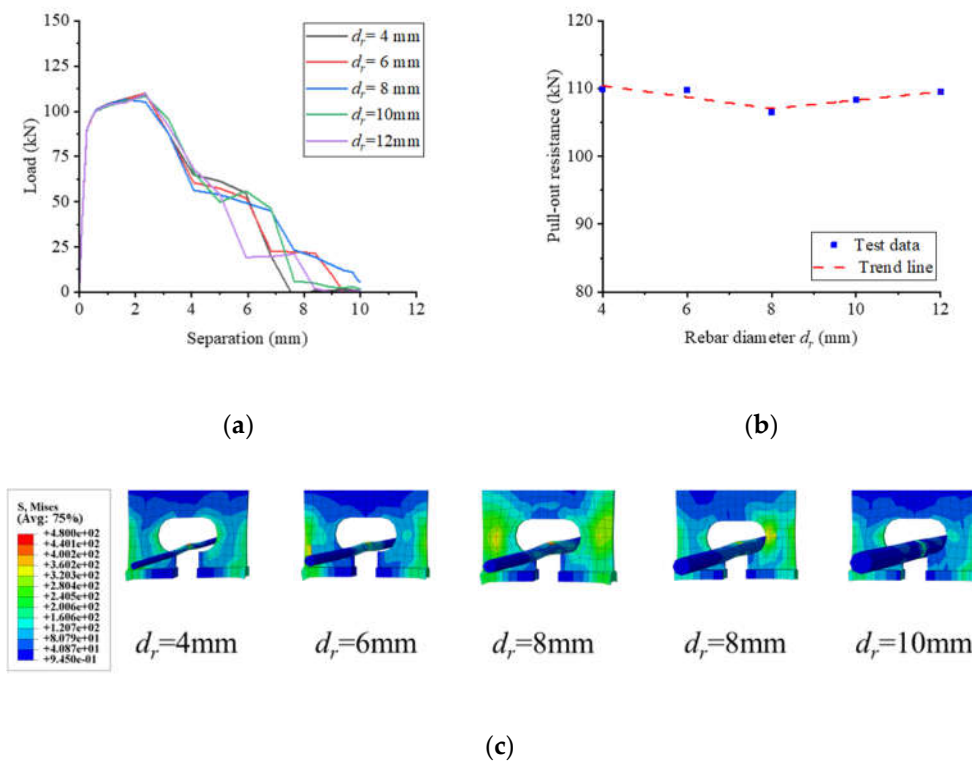 150
125
100
75
50
25
0
0 2 4 6 8 10 12
Load (kN)
Separation (mm)
dr= 4 mm
dr= 6 mm
dr= 8 mm
dr=10mm
dr=12mm
120
110
100
90
80
4 6 8 10 12
Pull-out resistance (kN)
Rebar diameter dr (mm)
Test data
Trend line
(a)
(b)
S, Mises
(Avg: 75%)
+4.800e+02
+4.401e+02
+4.002e+02
+3.602e+02
+3.203e+02
+2.804e+02
+2.405e+02
+2.006e+02
+1.606e+02
+1.207e+02
+8.079e+01
+4.087e+01
+9.450e-01
dr=4mm
dr=6mm
dr=8mm
dr=8mm
dr=10mm
(c)